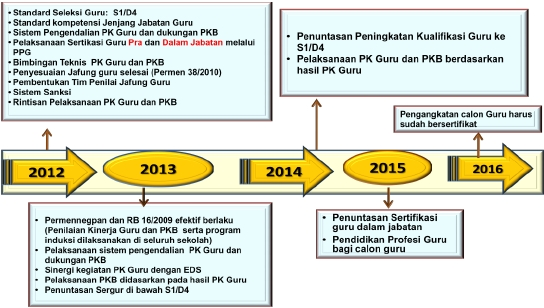 • Standard Seleksi Guru:  S1/D4
• Standard kompetensi Jenjang Jabatan Guru
• Sistem Pengendalian PK Guru dan dukungan PKB
• Pelaksanaan Sertikasi Guru Pra dan Dalam Jabatan melalui
PPG
• Bimbingan Teknis  PK Guru dan PKB
• Penyesuaian Jafung guru selesai (Permen 38/2010)
• Pembentukan Tim Penilai Jafung Guru
• Sistem Sanksi
• Rintisan Pelaksanaan PK Guru dan PKB
• Penuntasan Peningkatan Kualifikasi Guru ke
S1/D4
• Pelaksanaan PK Guru dan PKB berdasarkan
hasil PK Guru
Pengangkatan calon Guru harus
sudah bersertifikat
2012
2013
2014
2015
2016
• Permennegpan dan RB 16/2009 efektif berlaku
(Penilaian Kinerja Guru dan PKB  serta program
induksi dilaksanakan di seluruh sekolah)
• Pelaksanaan sistem pengendalian  PK Guru dan
dukungan PKB
• Sinergi kegiatan PK Guru dengan EDS
• Pelaksanaan PKB didasarkan pada hasil PK Guru
• Penuntasan Sergur di bawah S1/D4
• Penuntasan Sertifikasi
guru dalam jabatan
• Pendidikan Profesi Guru
bagi calon guru